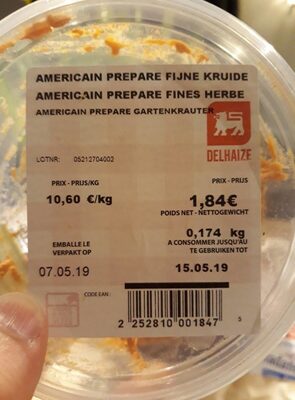 AMERICAIN PREPARE FIJNE KRUIDE
AMERICAIN PREPARE FINES HERBE
AMERICAIN PREPARE GARTENKRAUTER
DELHAIZE
LOTNR: 05212704002
PRIX - PRIJS/KG
PRIX - PRIJS
10,60 €/kg
1,84€
POIDS NET - NETTOGEWICHT
0,174 kg
EMBALLE LE
VERPAKT OP
A CONSOMMER JUSQU'AU
TE GEBRUIKEN TOT
07.05.19
15.05.19
CODE EAN :
2 252810 001847 5